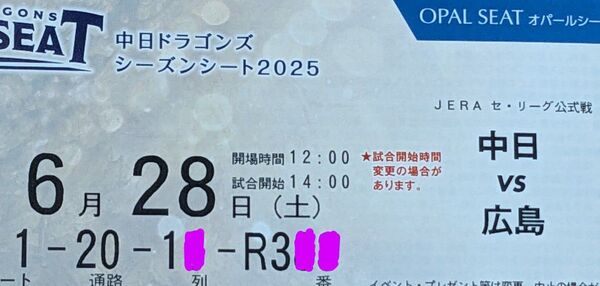 GONS
SEAT
中日ドラゴンズ
シーズンシート2025
OPAL SEAT オパールシー
JERA セ・リーグ公式戦
中日
vs
広島
開場時間 12:00
試合開始 14:00
★試合開始時間
変更の場合が
あります。
6月28日(土)
1-20-1 -R3
ート 通路 列 番
イベント・プレゼント等は変更、中止の場合が